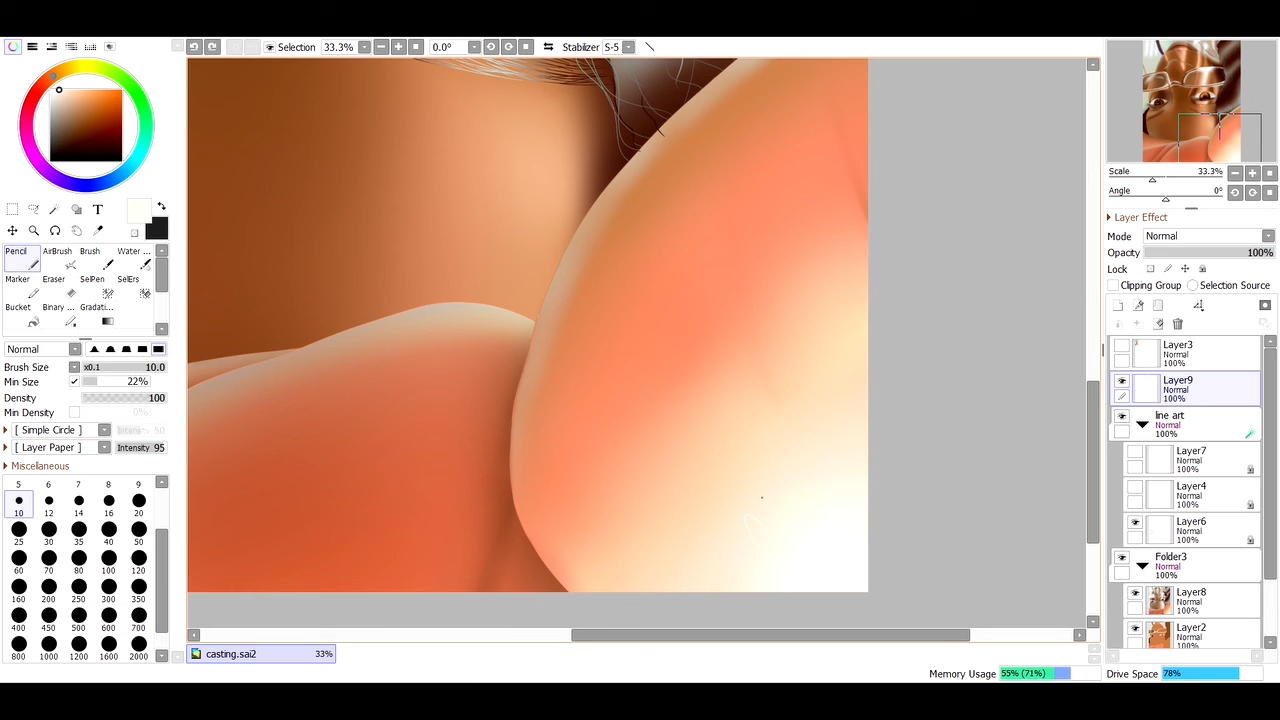 Selection 33.3% 0.0° Stabilizer S-5
Scale 33.3%
Angle 0°
Layer Effect
Mode Normal
Opacity 100%
Lock
Clipping Group Selection Source
T
Pencil AirBrush Brush Water ...
Marker Eraser SelPen SelErs
Bucket Binary ... Gradati...
Normal
Brush Size x0.1 10.0
Min Size 22%
Density 100
Min Density 0%
[ Simple Circle ] Intens 50
[ Layer Paper ] Intensity 95
Miscellaneous
5 6 7 8 9
10 12 14 16 20
25 30 35 40 50
60 70 80 100 120
160 200 250 300 350
400 450 500 600 700
800 1000 1200 1600 2000
Layer3
Normal
100%
Layer9
Normal
100%
line art
Normal
100%
Layer7
Normal
100%
Layer4
Normal
100%
Layer6
Normal
100%
Folder3
Normal
100%
Layer8
Normal
100%
Layer2
Normal
100%
casting.sai2 33%
Memory Usage 55% (71%) Drive Space 78%